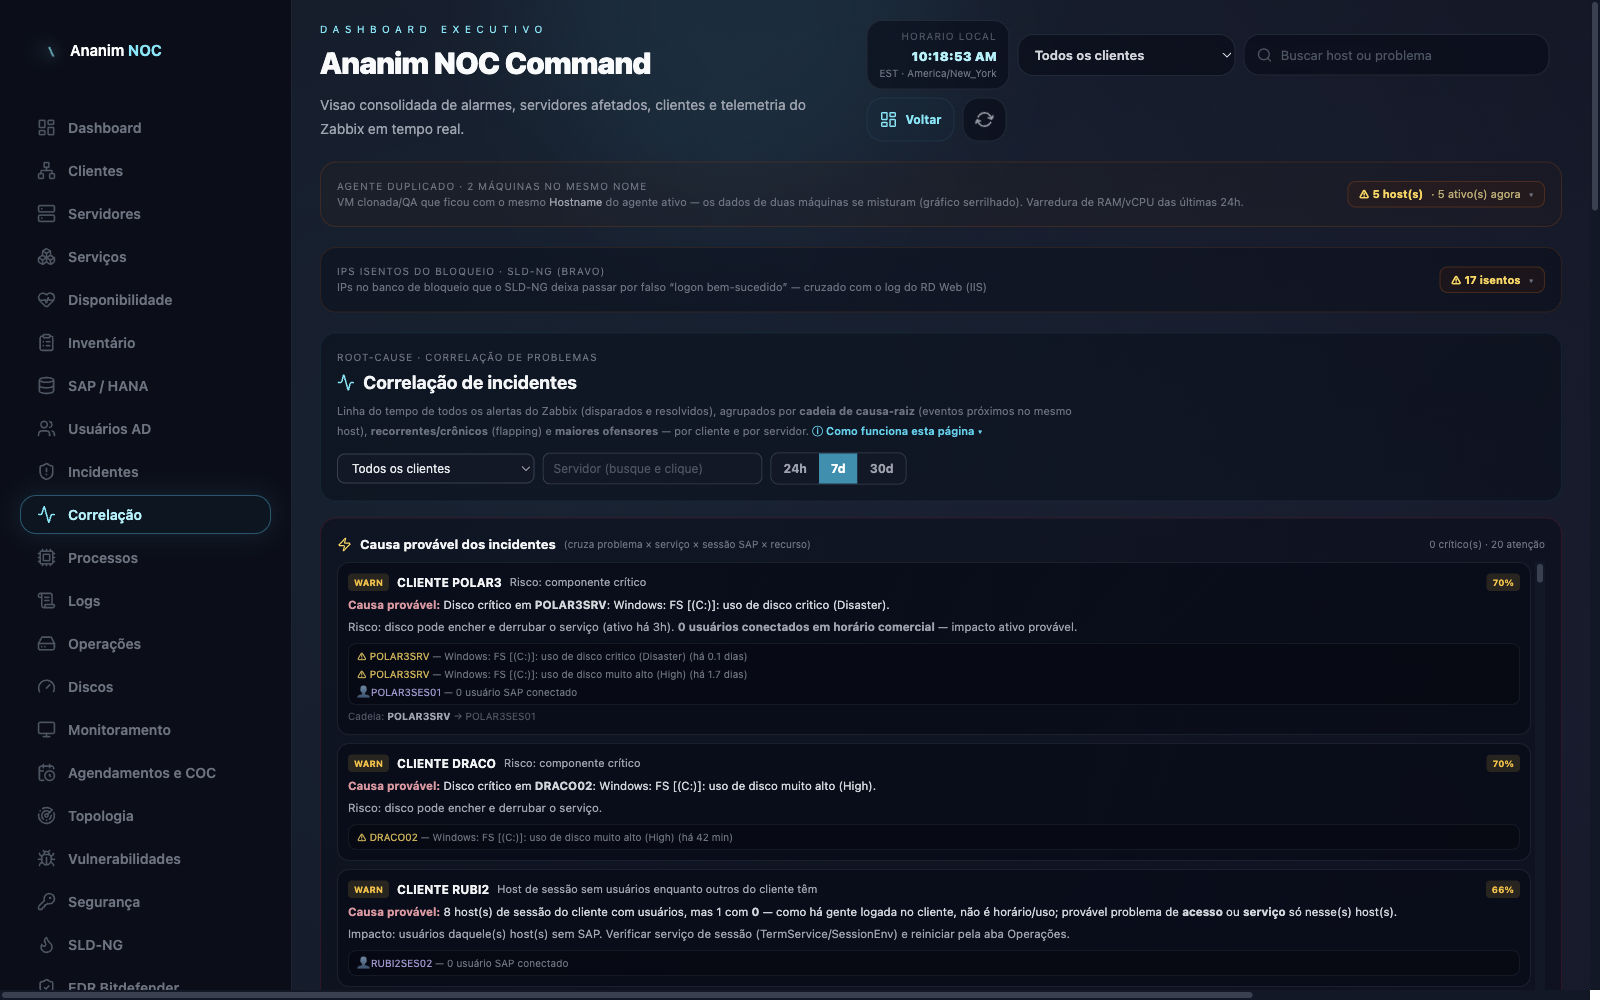 Ananim NOC
Dashboard
Clientes
Servidores
Serviços
Disponibilidade
Inventário
SAP / HANA
Usuários AD
Incidentes
Correlação
Processos
Logs
Operações
Discos
Monitoramento
Agendamentos e COC
Topologia
Vulnerabilidades
Segurança
SLD-NG
EDR Bitdefender
DASHBOARD EXECUTIVO
Ananim NOC Command
Visao consolidada de alarmes, servidores afetados, clientes e telemetria do
Zabbix em tempo real.
HORARIO LOCAL
10:18:53 AM
EST · America/New_York
Todos os clientes
Buscar host ou problema
Voltar
AGENTE DUPLICADO · 2 MÁQUINAS NO MESMO NOME
VM clonada/QA que ficou com o mesmo Hostname do agente ativo — os dados de duas máquinas se misturam (gráfico serrilhado). Varredura de RAM/vCPU das últimas 24h.
⚠ 5 host(s) · 5 ativo(s) agora ▾
IPS ISENTOS DO BLOQUEIO · SLD-NG (BRAVO)
IPs no banco de bloqueio que o SLD-NG deixa passar por falso “logon bem-sucedido” — cruzado com o log do RD Web (IIS)
⚠ 17 isentos ▾
ROOT-CAUSE · CORRELAÇÃO DE PROBLEMAS
Correlação de incidentes
Linha do tempo de todos os alertas do Zabbix (disparados e resolvidos), agrupados por cadeia de causa-raiz (eventos próximos no mesmo
host), recorrentes/crônicos (flapping) e maiores ofensores — por cliente e por servidor. ⓘ Como funciona esta página ▾
Todos os clientes
Servidor (busque e clique)
24h 7d 30d
Causa provável dos incidentes (cruza problema × serviço × sessão SAP × recurso)
0 crítico(s) · 20 atenção
WARN CLIENTE POLAR3 Risco: componente crítico 70%
Causa provável: Disco crítico em POLAR3SRV: Windows: FS [(C:)]: uso de disco critico (Disaster).
Risco: disco pode encher e derrubar o serviço (ativo há 3h). 0 usuários conectados em horário comercial — impacto ativo provável.
⚠ POLAR3SRV — Windows: FS [(C:)]: uso de disco critico (Disaster) (há 0.1 dias)
⚠ POLAR3SRV — Windows: FS [(C:)]: uso de disco muito alto (High) (há 1.7 dias)
👤POLAR3SES01 — 0 usuário SAP conectado
Cadeia: POLAR3SRV → POLAR3SES01
WARN CLIENTE DRACO Risco: componente crítico 70%
Causa provável: Disco crítico em DRACO02: Windows: FS [(C:)]: uso de disco muito alto (High).
Risco: disco pode encher e derrubar o serviço.
⚠ DRACO02 — Windows: FS [(C:)]: uso de disco muito alto (High) (há 42 min)
WARN CLIENTE RUBI2 Host de sessão sem usuários enquanto outros do cliente têm 66%
Causa provável: 8 host(s) de sessão do cliente com usuários, mas 1 com 0 — como há gente logada no cliente, não é horário/uso; provável problema de acesso ou serviço só nesse(s) host(s).
Impacto: usuários daquele(s) host(s) sem SAP. Verificar serviço de sessão (TermService/SessionEnv) e reiniciar pela aba Operações.
👤RUBI2SES02 — 0 usuário SAP conectado